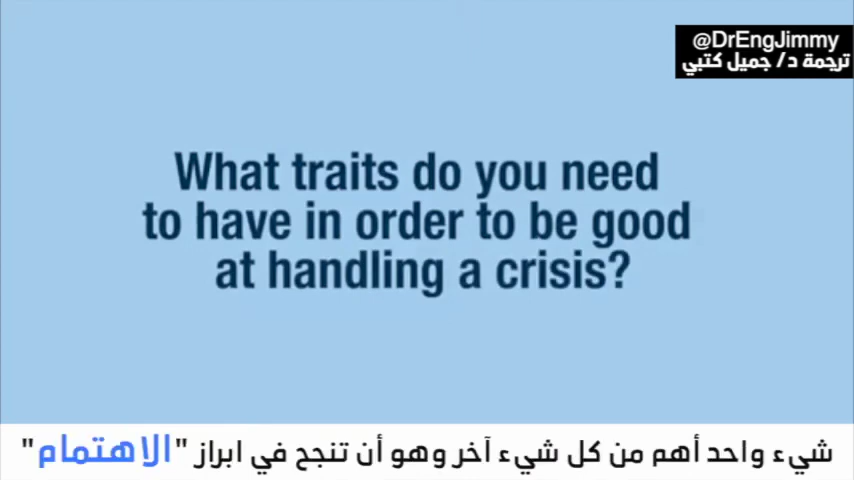 @DrEngJimmy
ترجمة د/ جميل كتبي
What traits do you need
to have in order to be good
at handling a crisis?
شيء واحد أهم من كل شيء آخر وهو أن تنجح في ابراز "الاهتمام"